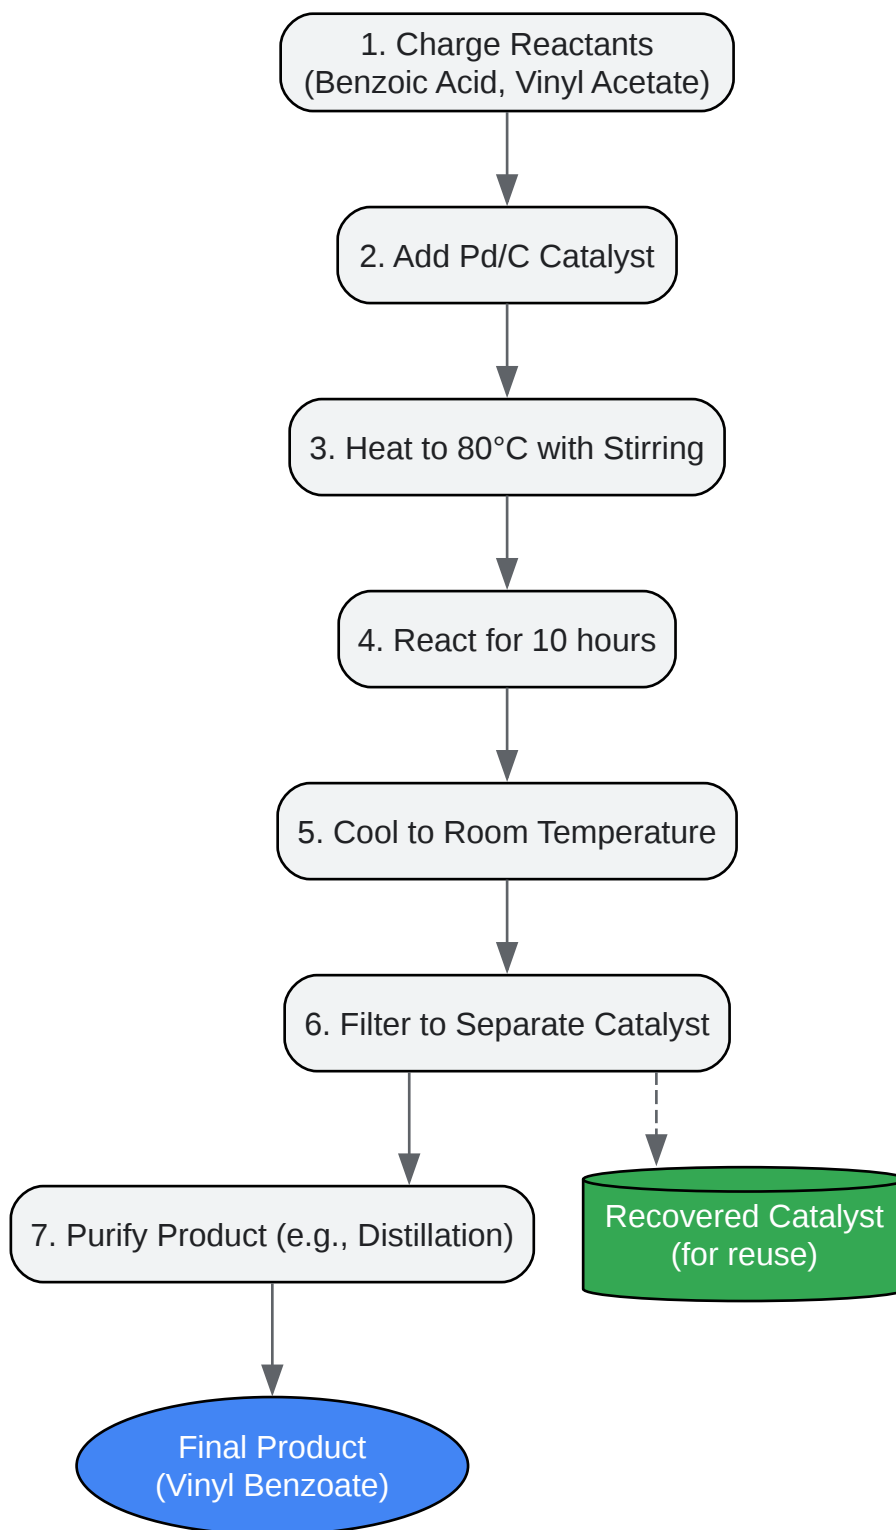 1. Charge Reactants
(Benzoic Acid, Vinyl Acetate)
2. Add Pd/C Catalyst
3. Heat to 80°C with Stirring
4. React for 10 hours
5. Cool to Room Temperature
6. Filter to Separate Catalyst
7. Purify Product (e.g., Distillation)
Recovered Catalyst
(for reuse)
Final Product
(Vinyl Benzoate)